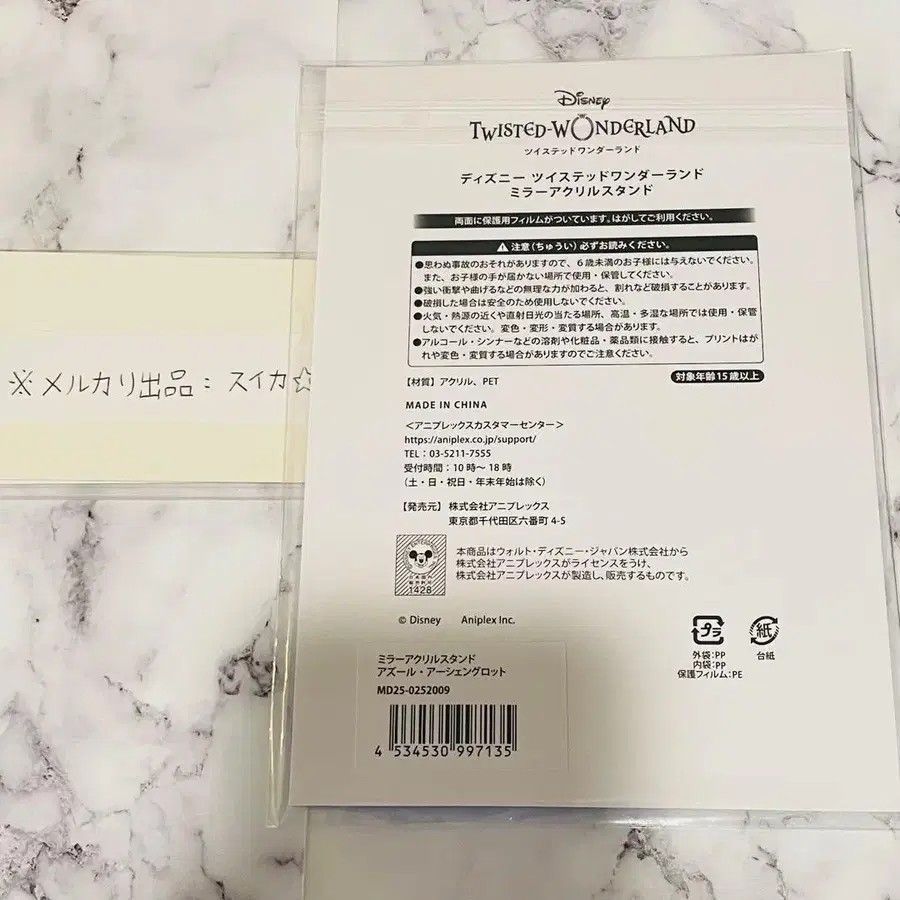 ※メルカリ出品：スイカ☆
Disney
TWISTED-WONDERLAND
ツイステッドワンダーランド
ディズニー ツイステッドワンダーランド
ミラーアクリルスタンド
両面に保護用フィルムがついています。はがしてご利用ください。
⚠ 注意（ちゅうい）必ずお読みください。
●思わぬ事故のおそれがありますので、６歳未満のお子様には与えないでください。
また、お子様の手が届かない場所で使用・保管してください。
●強い衝撃や曲げるなどの無理な力が加わると、割れなど破損することがあります。
●破損した場合は安全のため使用しないでください。
●火気・熱源の近くや直射日光の当たる場所、高温・多湿な場所では使用・保管
しないでください。変色・変形・変質する場合があります。
●アルコール・シンナーなどの溶剤や化粧品・薬品類に接触すると、プリントはが
れや変色・変質する場合がありますのでご注意ください。
【材質】アクリル、PET
対象年齢15歳以上
MADE IN CHINA
＜アニプレックスカスタマーセンター＞
https://aniplex.co.jp/support/
TEL：03-5211-7555
受付時間：10時～18時
（土・日・祝日・年末年始は除く）
【発売元】株式会社アニプレックス
東京都千代田区六番町4-5
1428
本商品はウォルト・ディズニー・ジャパン株式会社から
株式会社アニプレックスがライセンスをうけ、
株式会社アニプレックスが製造し、販売するものです。
© Disney Aniplex Inc.
プラ
外袋：PP
内袋：PP
保護フィルム：PE
紙
台紙
ミラーアクリルスタンド
アズール・アーシェングロット
MD25-0252009
4 534530 997135